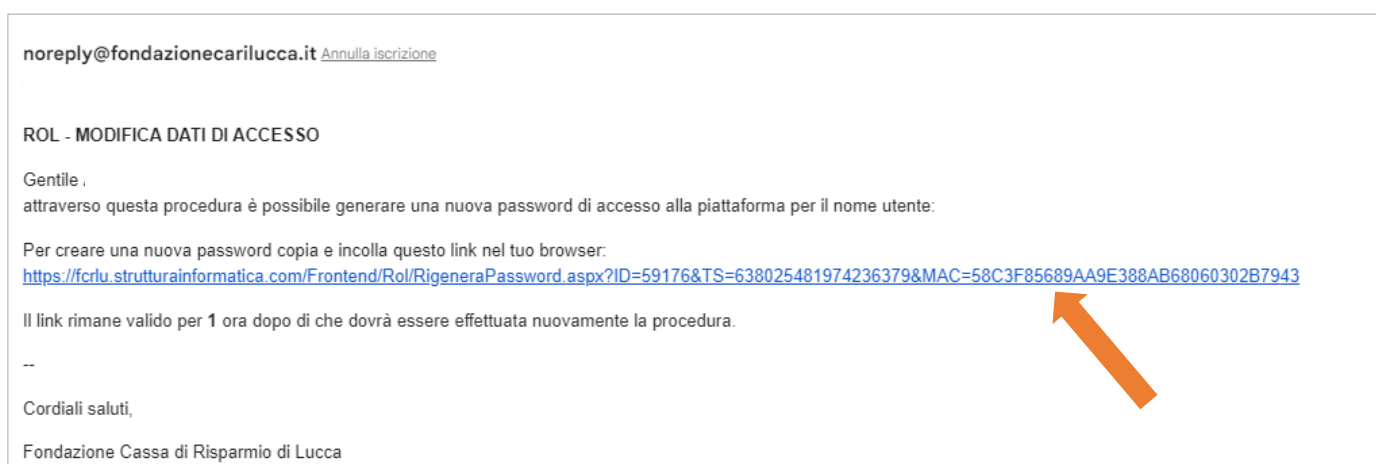 noreply@fondazionecarilucca.it Annulla iscrizione
ROL - MODIFICA DATI DI ACCESSO
Gentile
attraverso questa procedura è possibile generare una nuova password di accesso alla piattaforma per il nome utente:
Per creare una nuova password copia e incolla questo link nel tuo browser:
https://fcrlu.strutturainformatica.com/Frontend/Rol/RigeneraPassword.aspx?ID=59176&TS=638025481974236379&MAC=58C3F85689AA9E388AB68060302B7943
Il link rimane valido per 1 ora dopo di che dovrà essere effettuata nuovamente la procedura.
--
Cordiali saluti,
Fondazione Cassa di Risparmio di Lucca